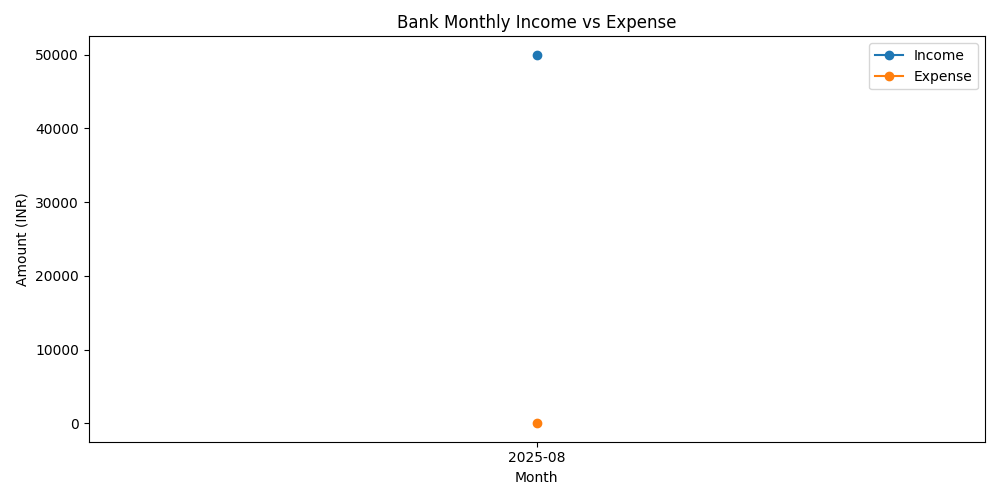 Bank Monthly Income vs Expense
Income
Expense
Amount (INR)
50000
40000
30000
20000
10000
0
2025-08
Month